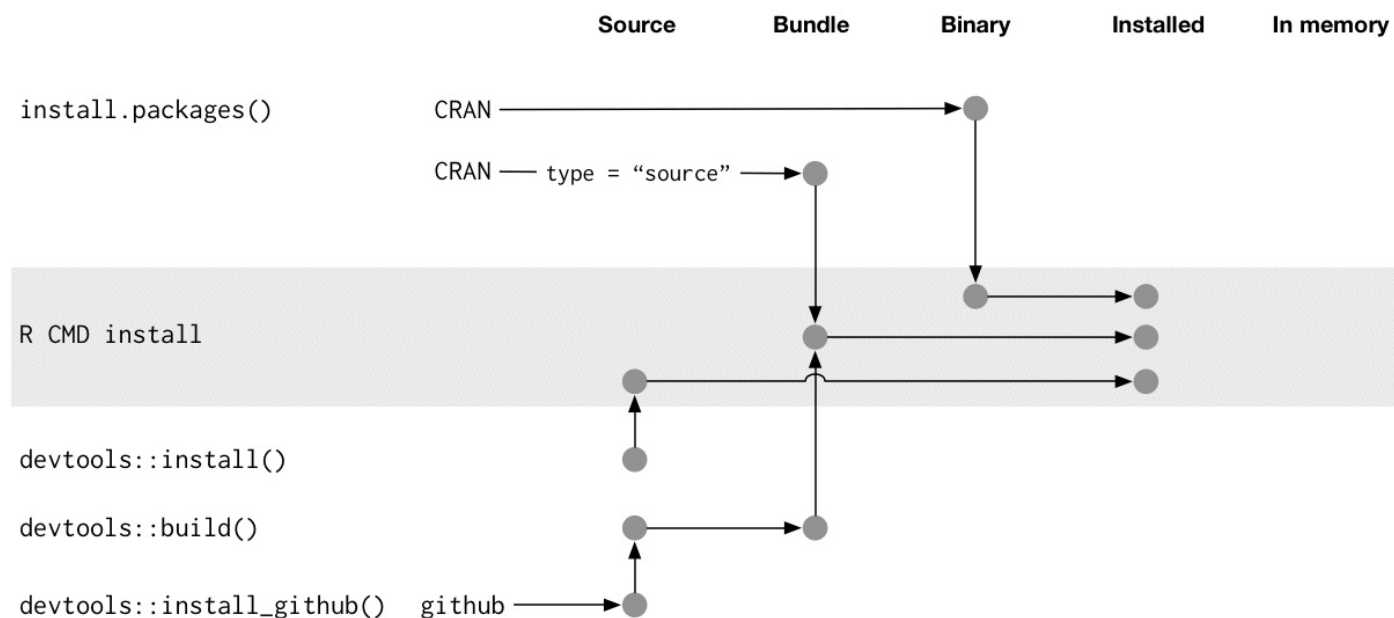 Source Bundle Binary Installed In memory
install.packages() CRAN
CRAN type = “source”
R CMD install
devtools::install()
devtools::build()
devtools::install_github() github